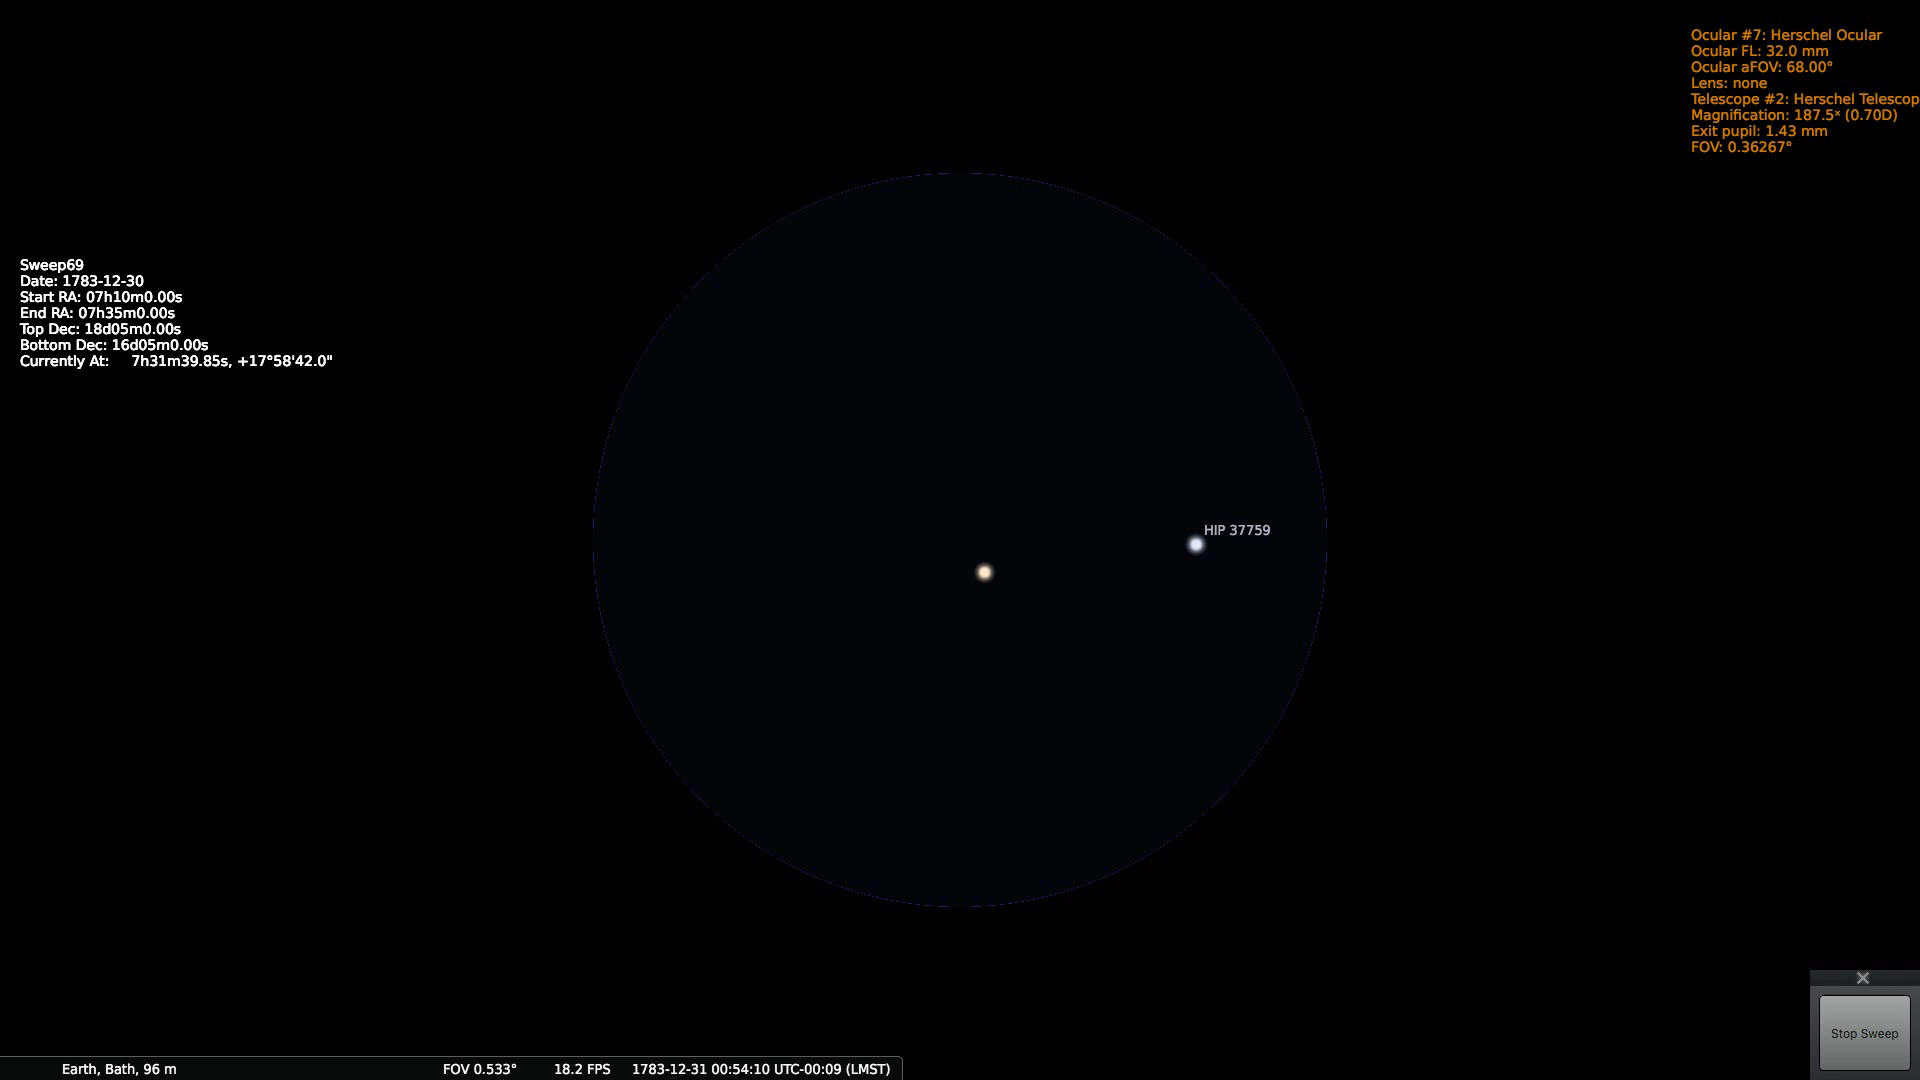 Ocular #7: Herschel Ocular
Ocular FL: 32.0 mm
Ocular aFOV: 68.00°
Lens: none
Telescope #2: Herschel Telescop
Magnification: 187.5ˣ (0.70D)
Exit pupil: 1.43 mm
FOV: 0.36267°
Sweep69
Date: 1783-12-30
Start RA: 07h10m0.00s
End RA: 07h35m0.00s
Top Dec: 18d05m0.00s
Bottom Dec: 16d05m0.00s
Currently At: 7h31m39.85s, +17°58'42.0"
HIP 37759
Stop Sweep
Earth, Bath, 96 m FOV 0.533° 18.2 FPS 1783-12-31 00:54:10 UTC-00:09 (LMST)